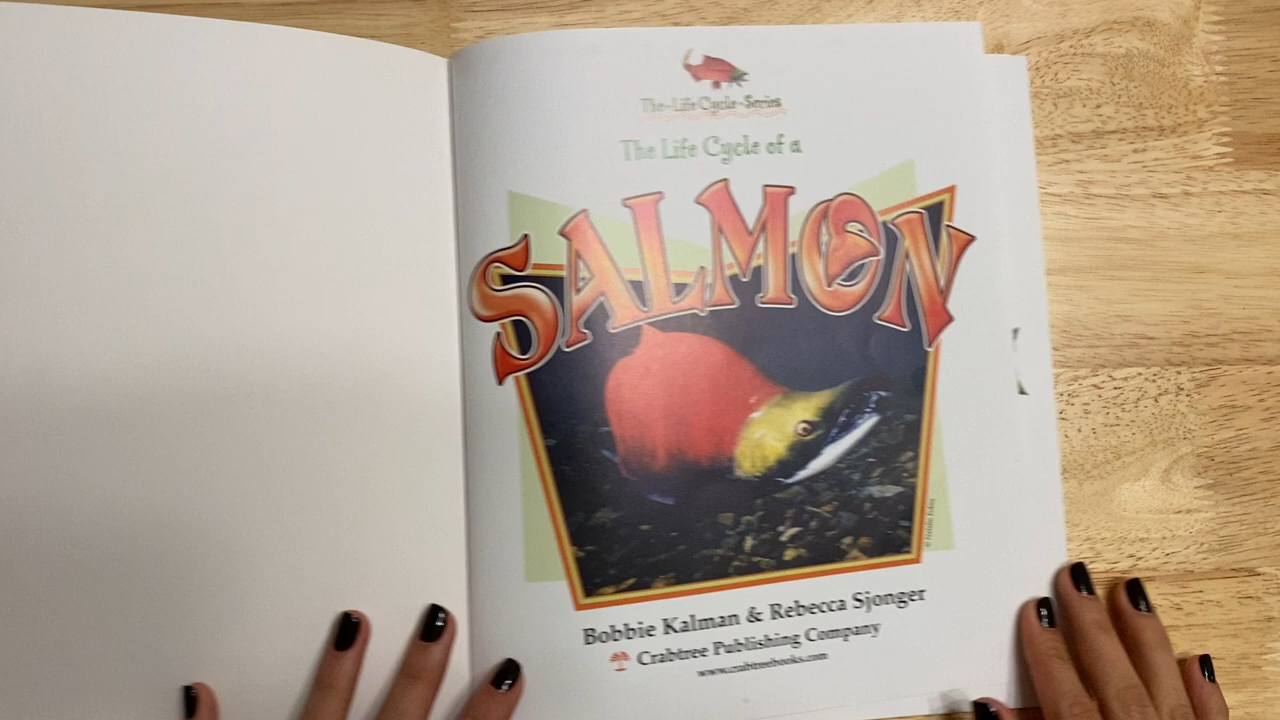 The Life Cycle Series
The Life Cycle of a
SALMON
Bobbie Kalman & Rebecca Sjonger
Crabtree Publishing Company
www.crabtreebooks.com